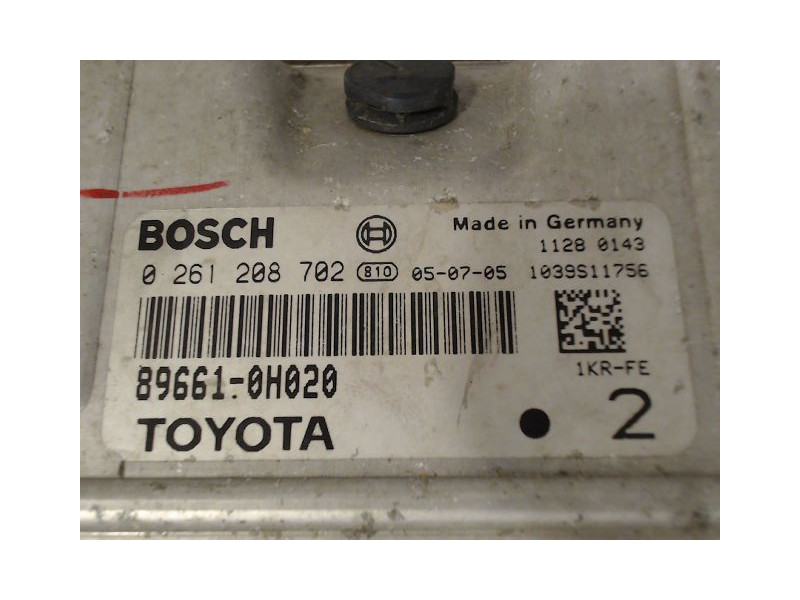 BOSCH
Made in Germany
1128 0143
0 261 208 702 810 05-07-05 1039S11756
1KR-FE
89661-0H020
TOYOTA
2